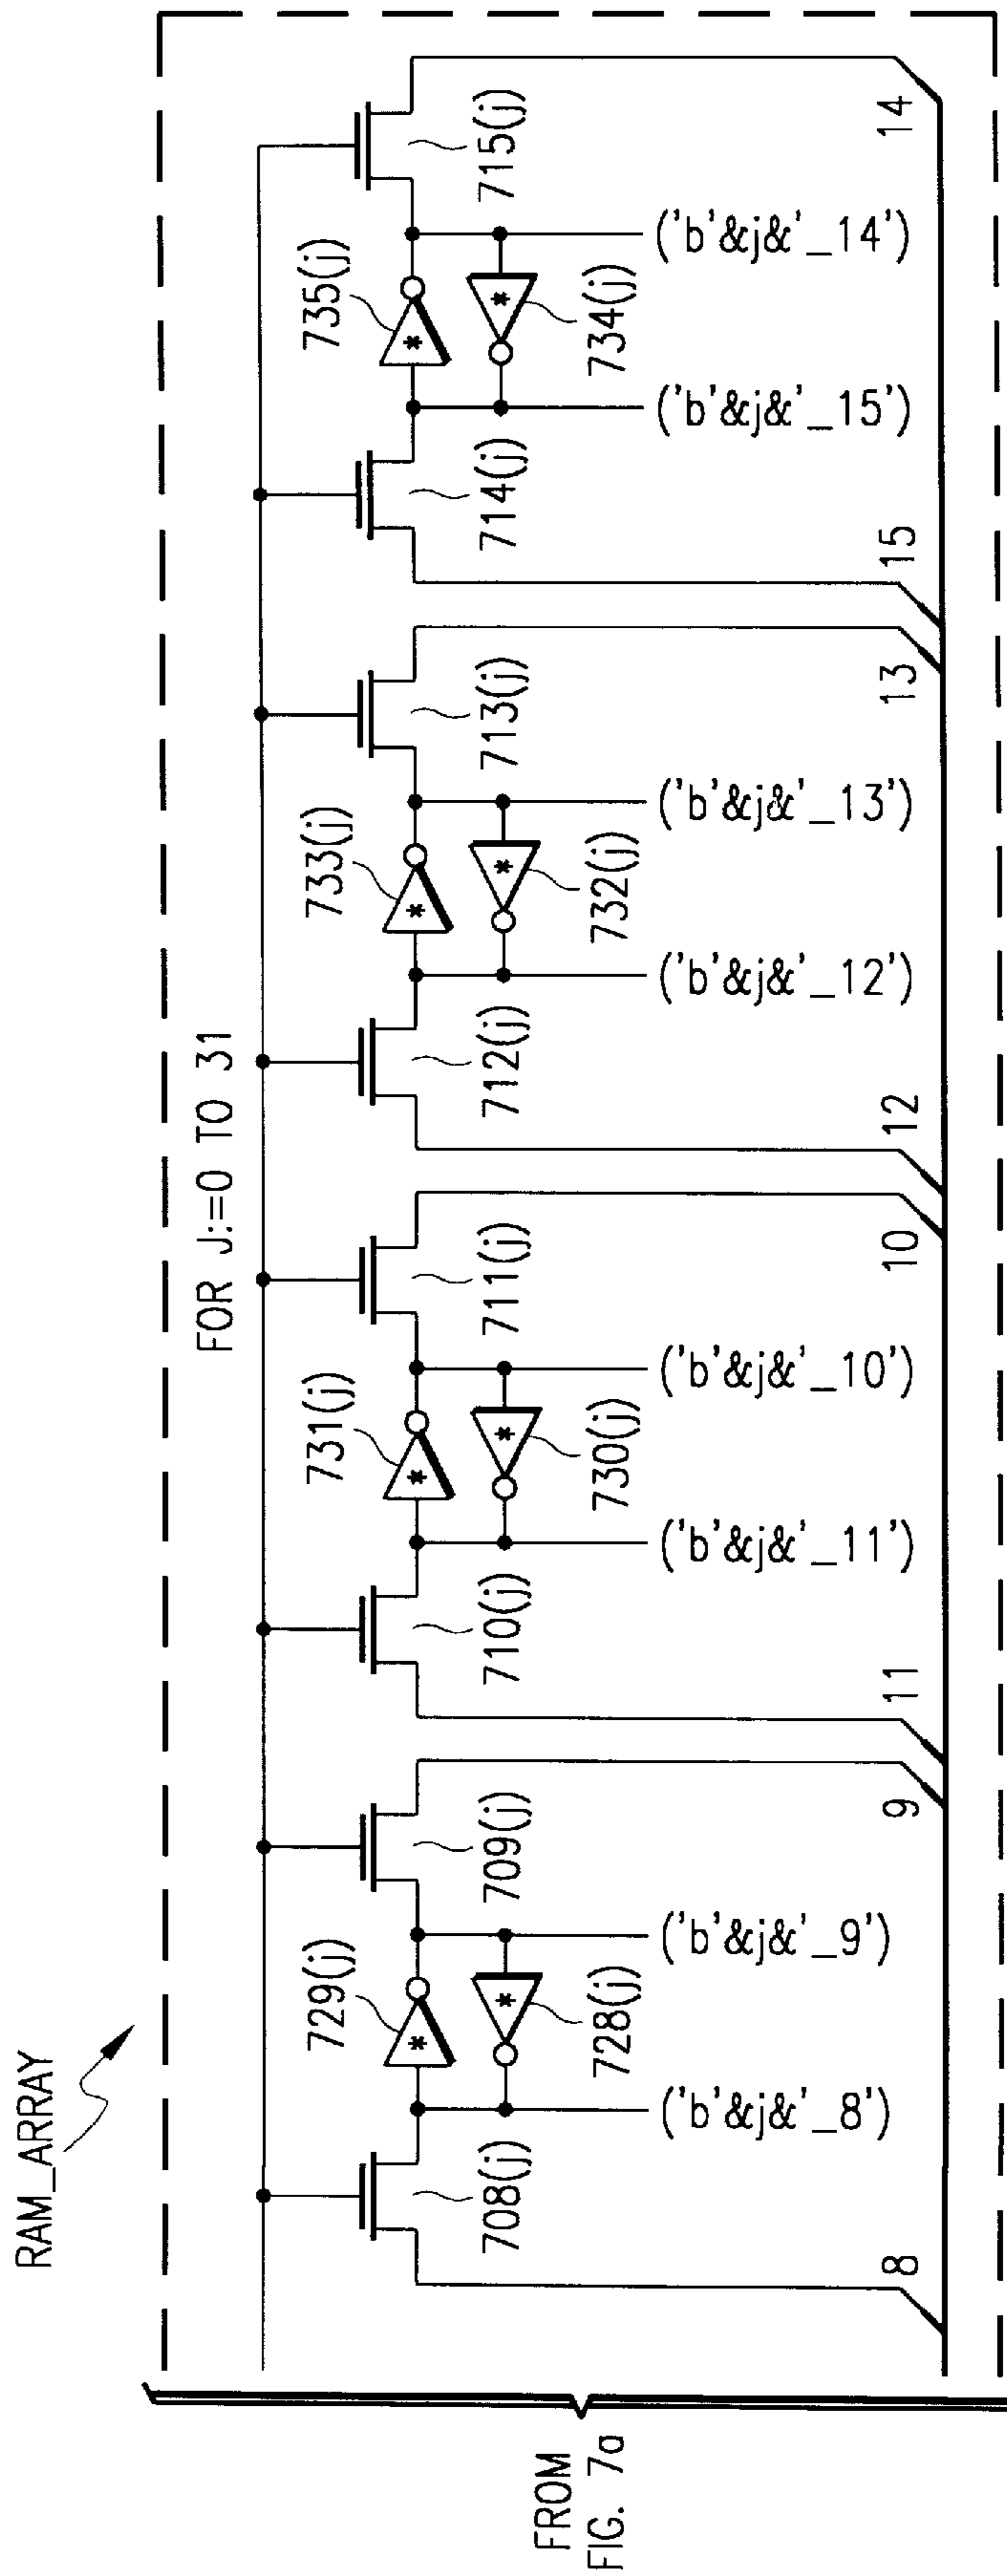 RAM_ARRAY
FROM
FIG. 7a
FOR J:=0 TO 31
729(j)
731(j)
733(j)
735(j)
708(j)
709(j)
710(j)
711(j)
712(j)
713(j)
714(j)
715(j)
728(j)
730(j)
732(j)
734(j)
('b'&j&'_8')
('b'&j&'_9')
('b'&j&'_11')
('b'&j&'_10')
('b'&j&'_12')
('b'&j&'_13')
('b'&j&'_15')
('b'&j&'_14')
8
9
11
10
12
13
15
14
*
*
*
*
*
*
*
*